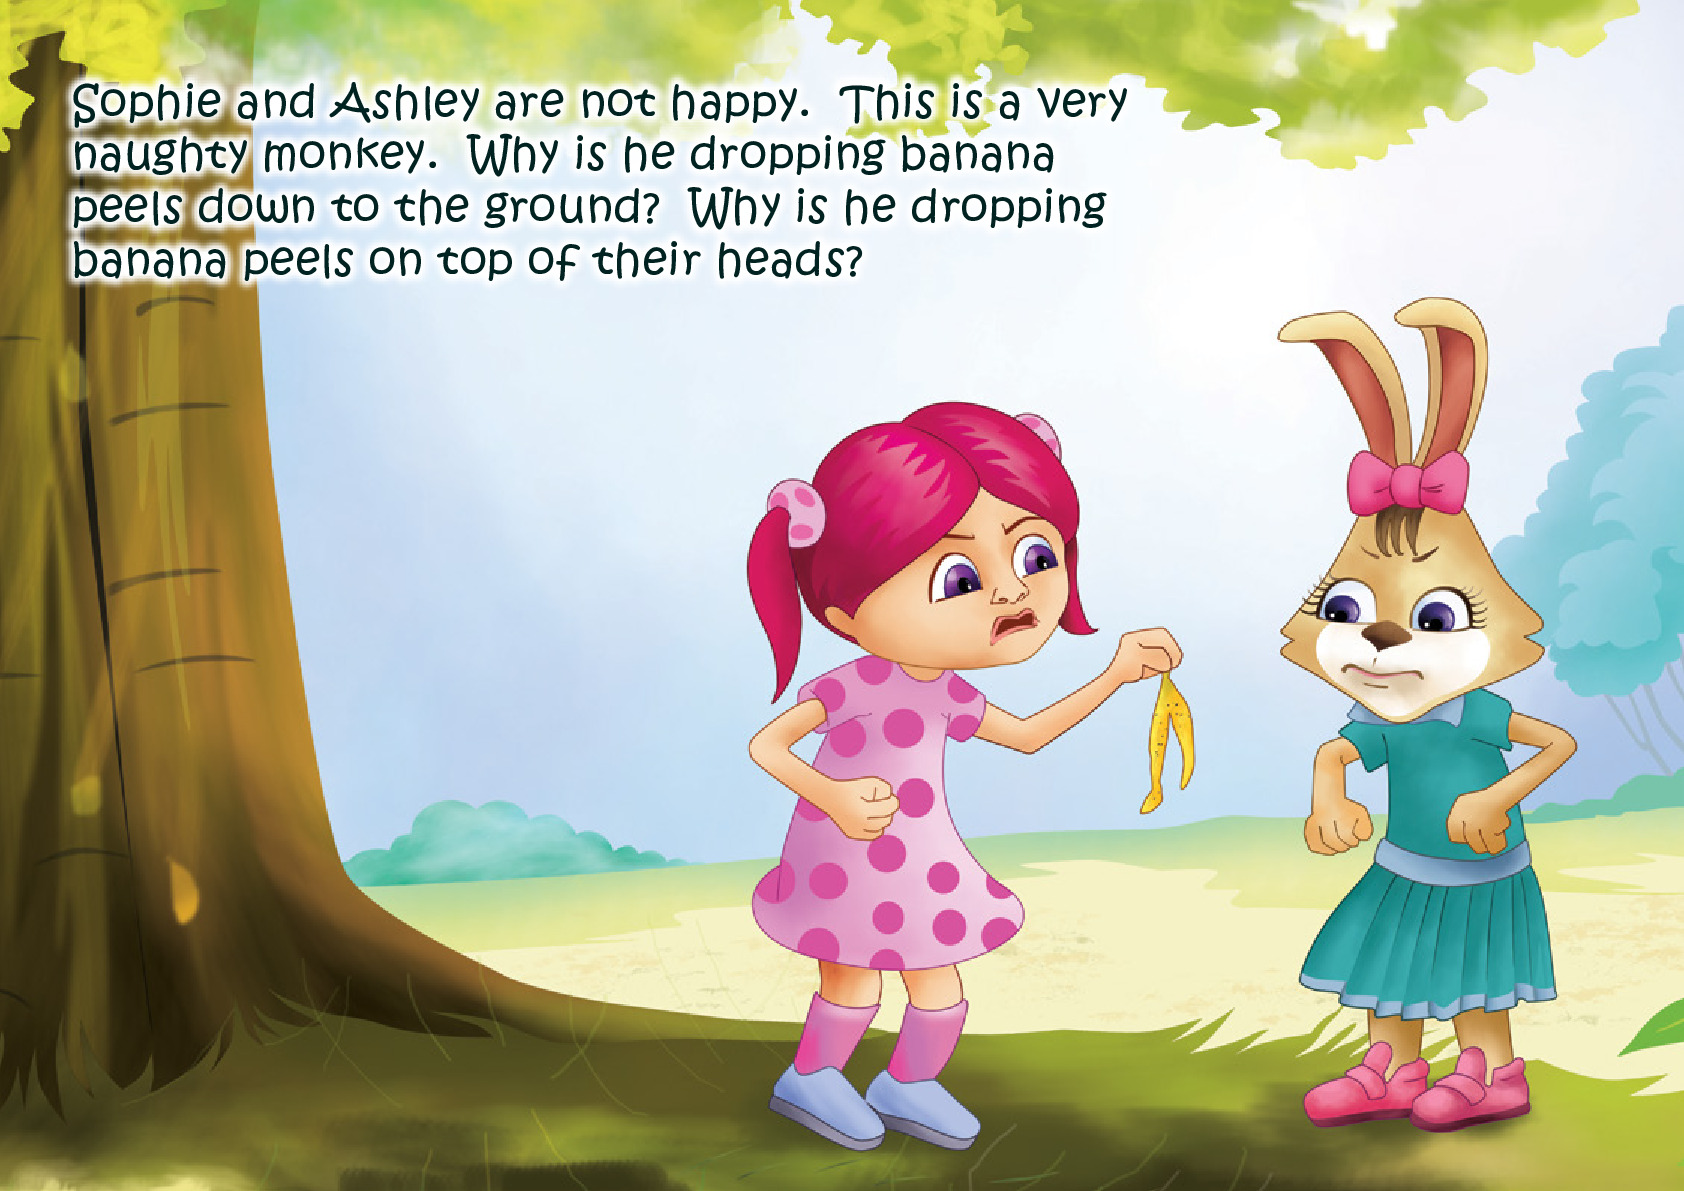 Sophie and Ashley are not happy.  This is a very
naughty monkey.  Why is he dropping banana
peels down to the ground?  Why is he dropping
banana peels on top of their heads?